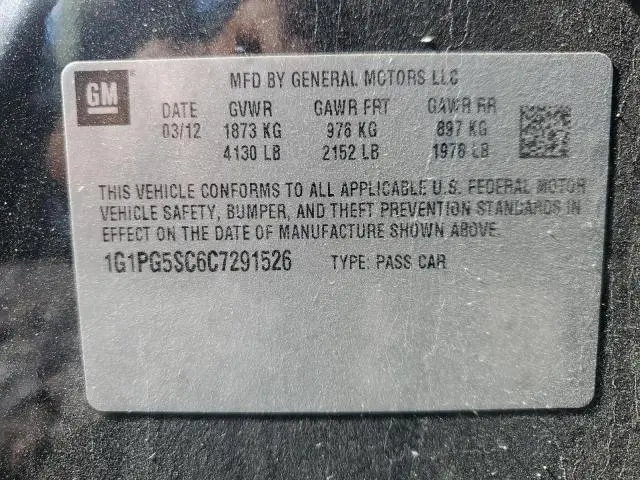 GM
MFD BY GENERAL MOTORS LLC
DATE GVWR GAWR FRT GAWR RR
03/12 1873 KG 976 KG 897 KG
4130 LB 2152 LB 1978 LB
THIS VEHICLE CONFORMS TO ALL APPLICABLE U.S. FEDERAL MOTOR
VEHICLE SAFETY, BUMPER, AND THEFT PREVENTION STANDARDS IN
EFFECT ON THE DATE OF MANUFACTURE SHOWN ABOVE.
1G1PG5SC6C7291526 TYPE: PASS CAR